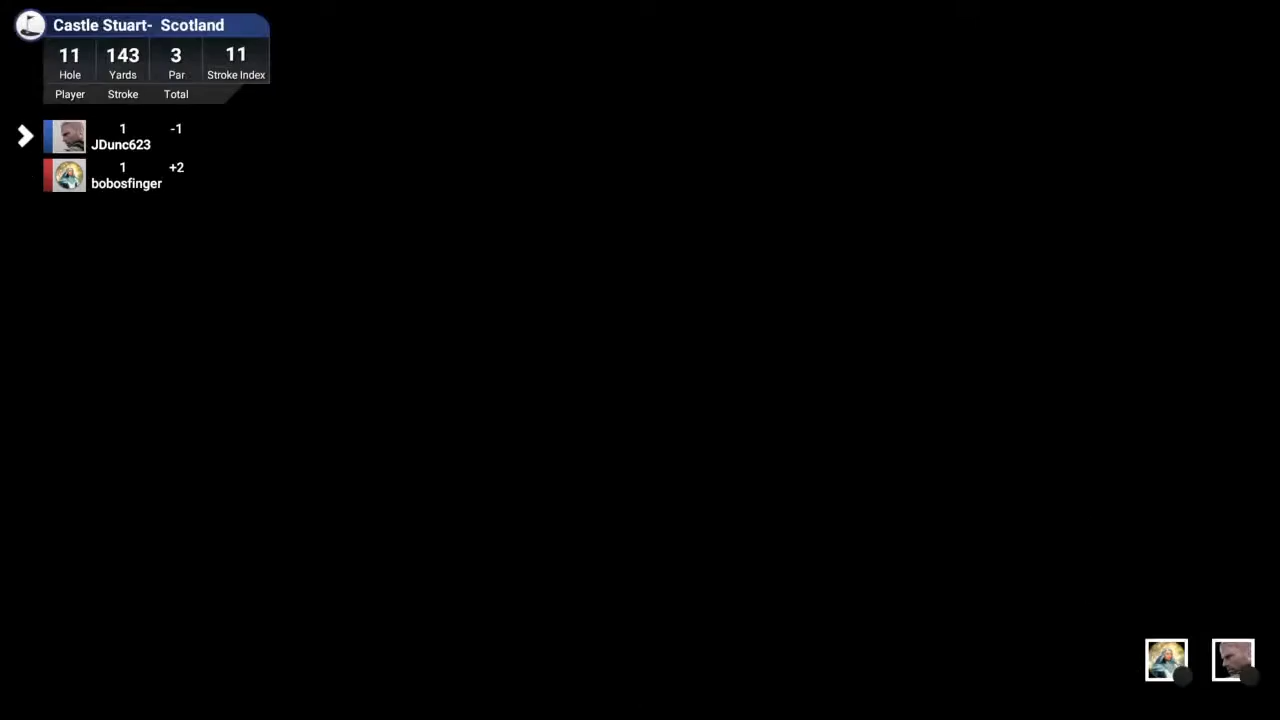 Castle Stuart-  Scotland
11 143 3 11
Hole Yards Par Stroke Index
Player Stroke Total
1 -1
JDunc623
1 +2
bobosfinger